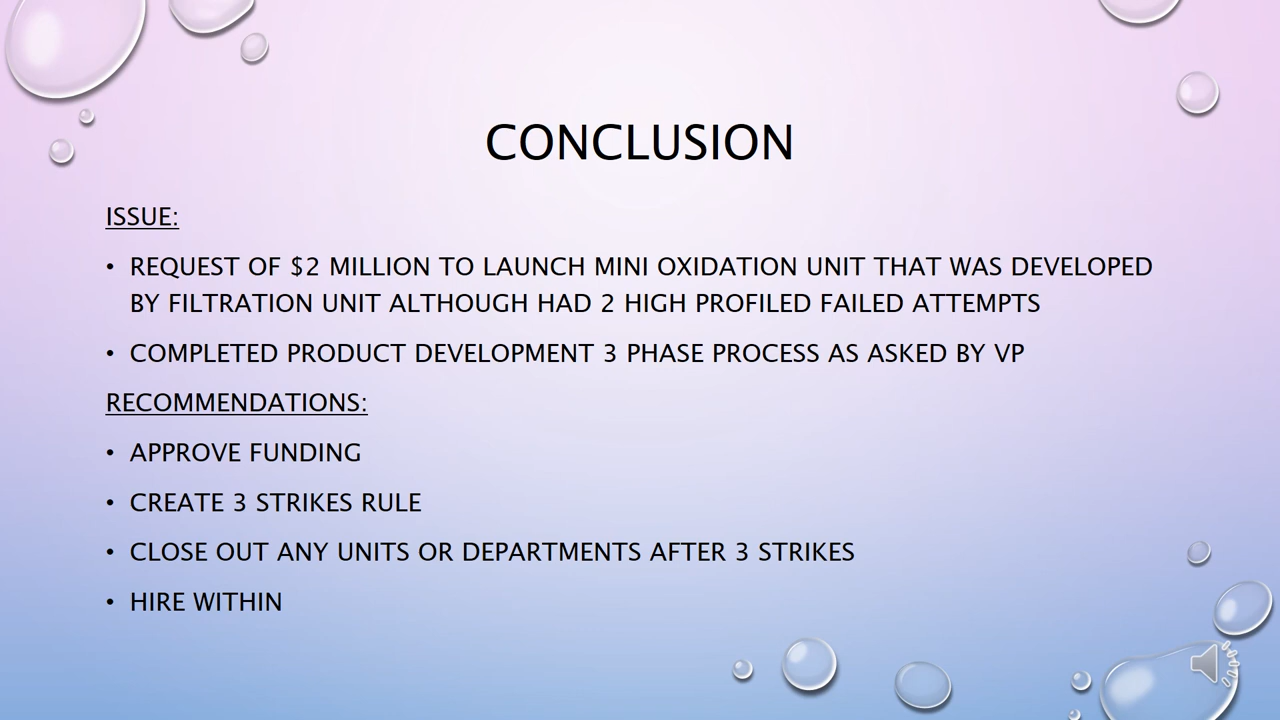 CONCLUSION
ISSUE:
• REQUEST OF $2 MILLION TO LAUNCH MINI OXIDATION UNIT THAT WAS DEVELOPED
BY FILTRATION UNIT ALTHOUGH HAD 2 HIGH PROFILED FAILED ATTEMPTS
• COMPLETED PRODUCT DEVELOPMENT 3 PHASE PROCESS AS ASKED BY VP
RECOMMENDATIONS:
• APPROVE FUNDING
• CREATE 3 STRIKES RULE
• CLOSE OUT ANY UNITS OR DEPARTMENTS AFTER 3 STRIKES
• HIRE WITHIN